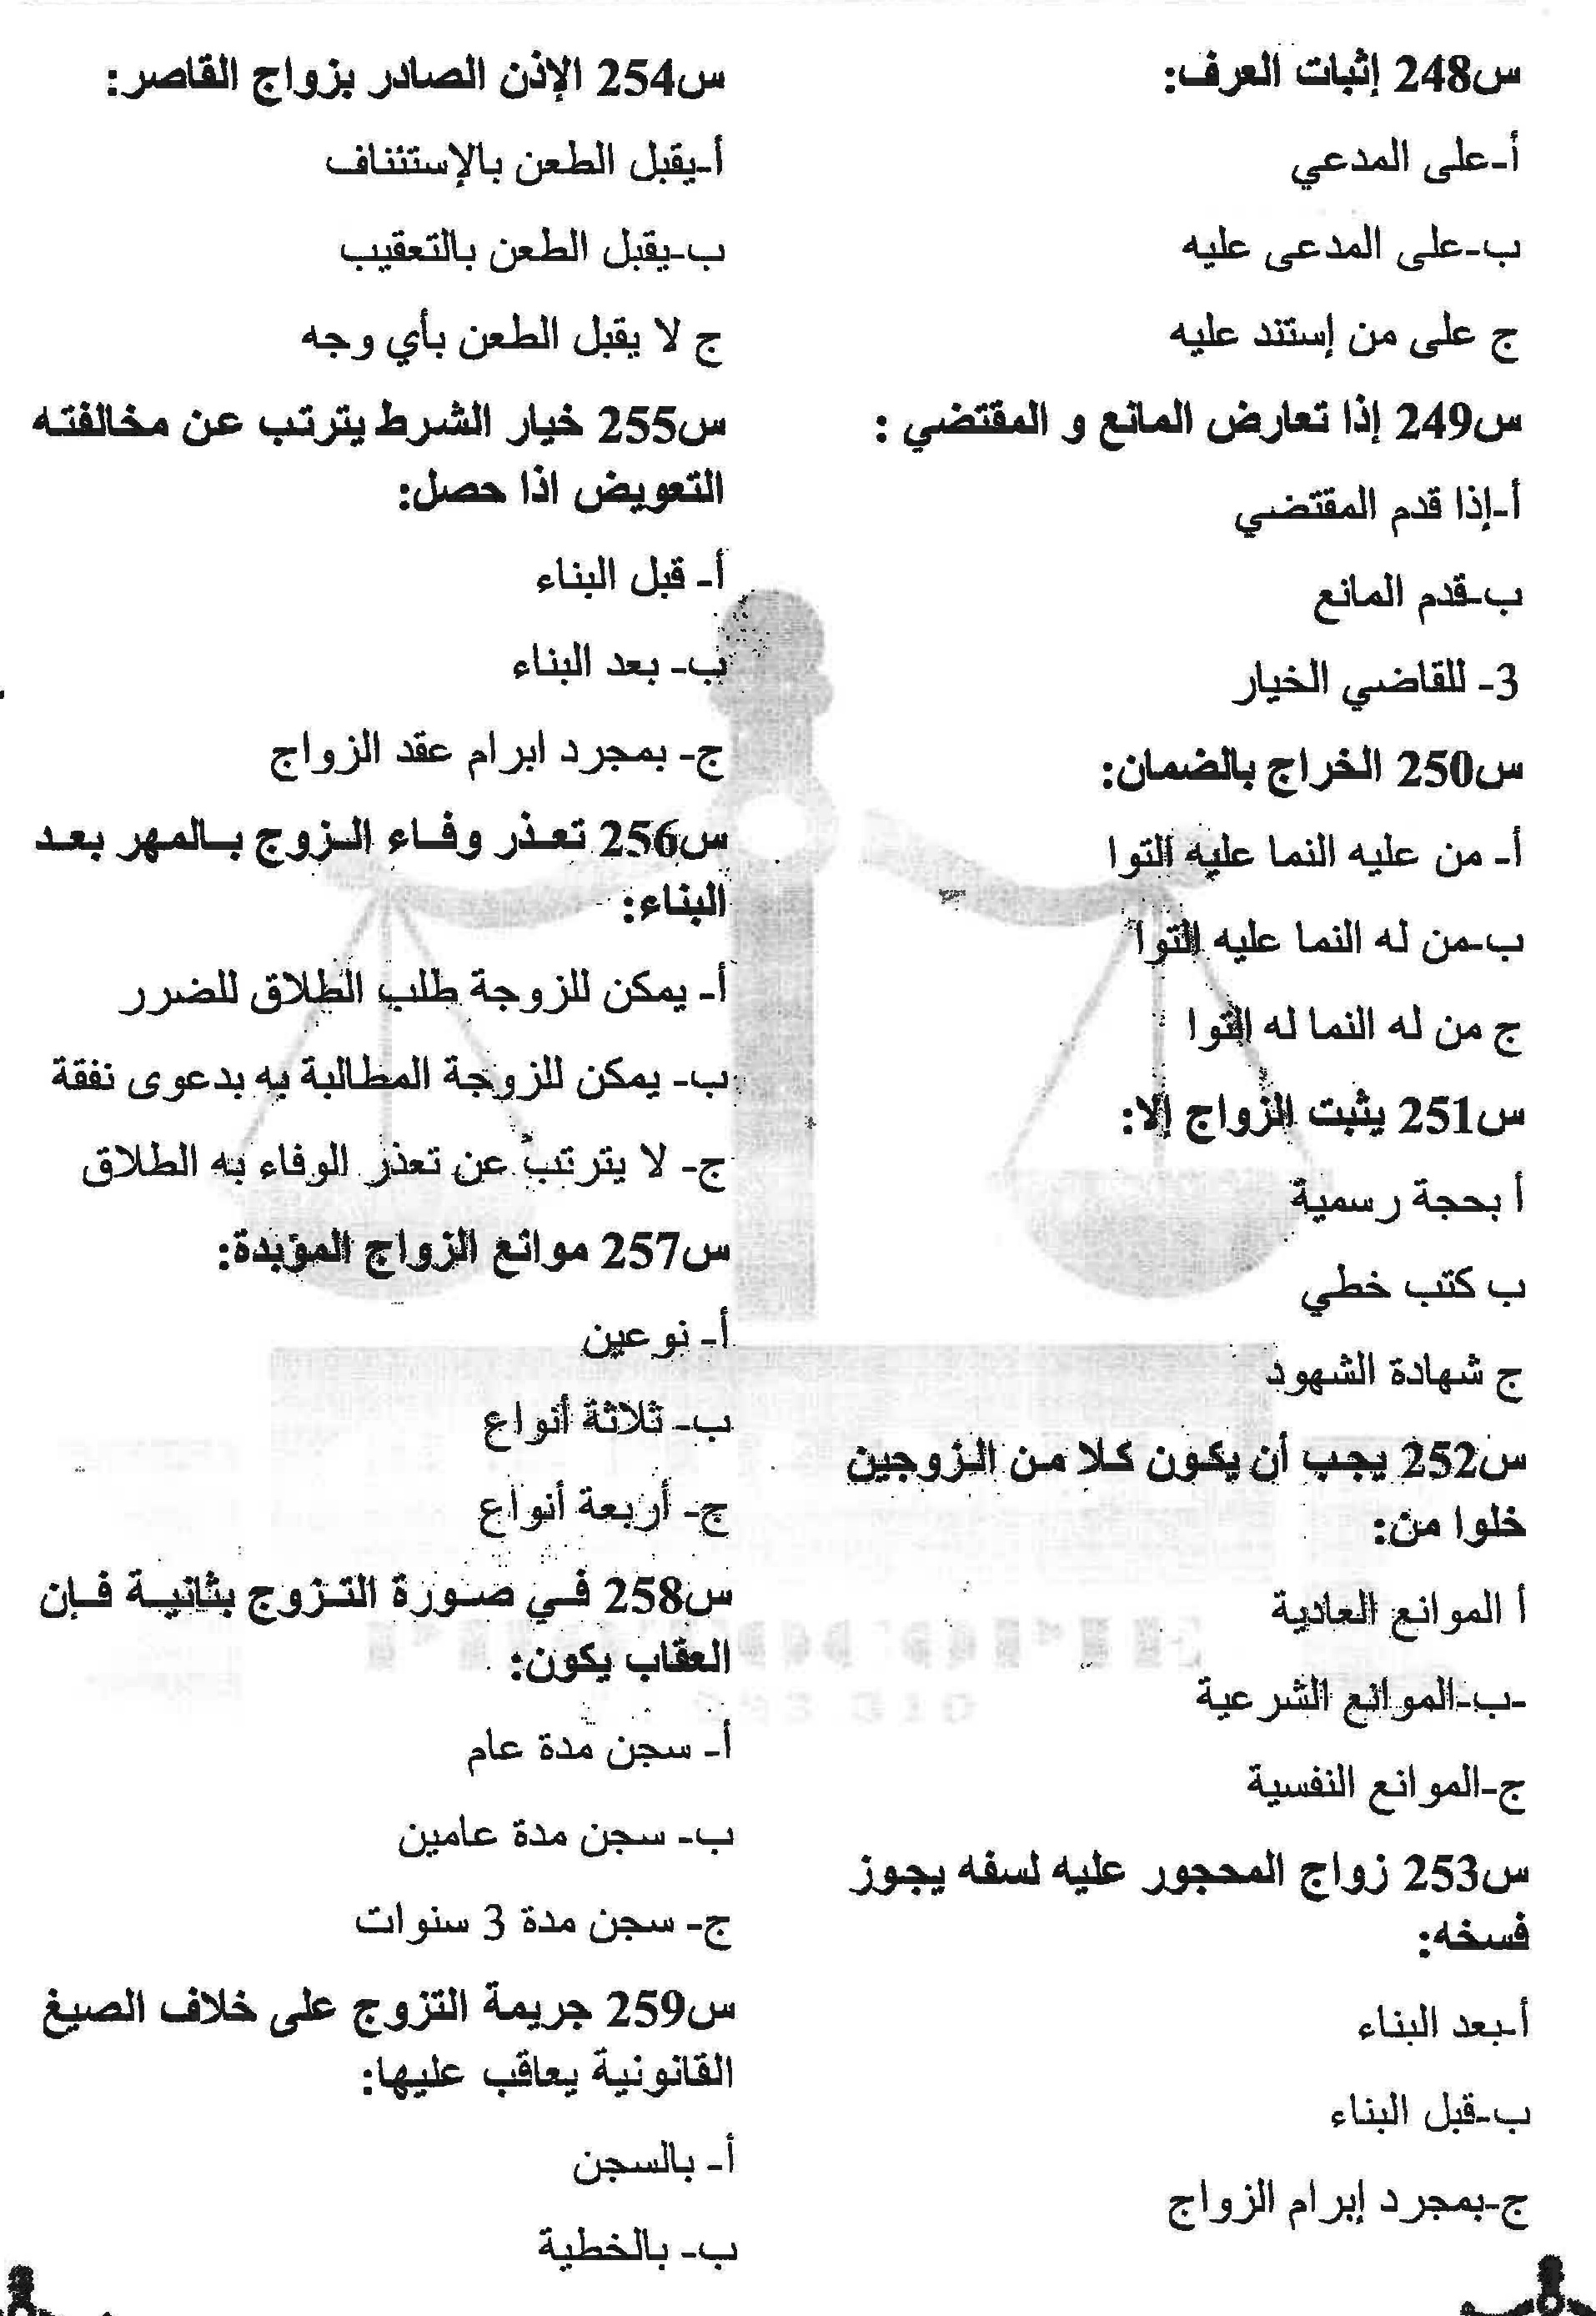 س248 إثبات العرف:
أ-على المدعي
ب-على المدعى عليه
ج على من إستند عليه
س249 إذا تعارض المانع و المقتضي :
أ-إذا قدم المقتضي
ب-قدم المانع
3- للقاضي الخيار
س250 الخراج بالضمان:
أ- من عليه النما عليه التوا
ب-من له النما عليه التوا
ج من له النما له التوا
س251 يثبت الزواج إلا:
أ بحجة رسمية
ب كتب خطي
ج شهادة الشهود
س252 يجب أن يكون كلا من الزوجين
خلوا من:
أ الموانع العادية
-ب-الموانع الشرعية
ج-الموانع النفسية
س253 زواج المحجور عليه لسفه يجوز
فسخه:
أ-بعد البناء
ب-قبل البناء
ج-بمجرد إبرام الزواج
س254 الإذن الصادر بزواج القاصر:
أ-يقبل الطعن بالإستئناف
ب-يقبل الطعن بالتعقيب
ج لا يقبل الطعن بأي وجه
س255 خيار الشرط يترتب عن مخالفته
التعويض اذا حصل:
أ- قبل البناء
ب- بعد البناء
ج- بمجرد ابرام عقد الزواج
س256 تعذر وفاء الزوج بالمهر بعد
البناء:
أ- يمكن للزوجة طلب الطلاق للضرر
ب- يمكن للزوجة المطالبة به بدعوى نفقة
ج- لا يترتب عن تعذر الوفاء به الطلاق
س257 موانع الزواج المؤبدة:
أ- نوعين
ب- ثلاثة أنواع
ج- أربعة أنواع
س258 في صورة التزوج بثانية فإن
العقاب يكون:
أ- سجن مدة عام
ب- سجن مدة عامين
ج- سجن مدة 3 سنوات
س259 جريمة التزوج على خلاف الصيغ
القانونية يعاقب عليها:
أ- بالسجن
ب- بالخطية